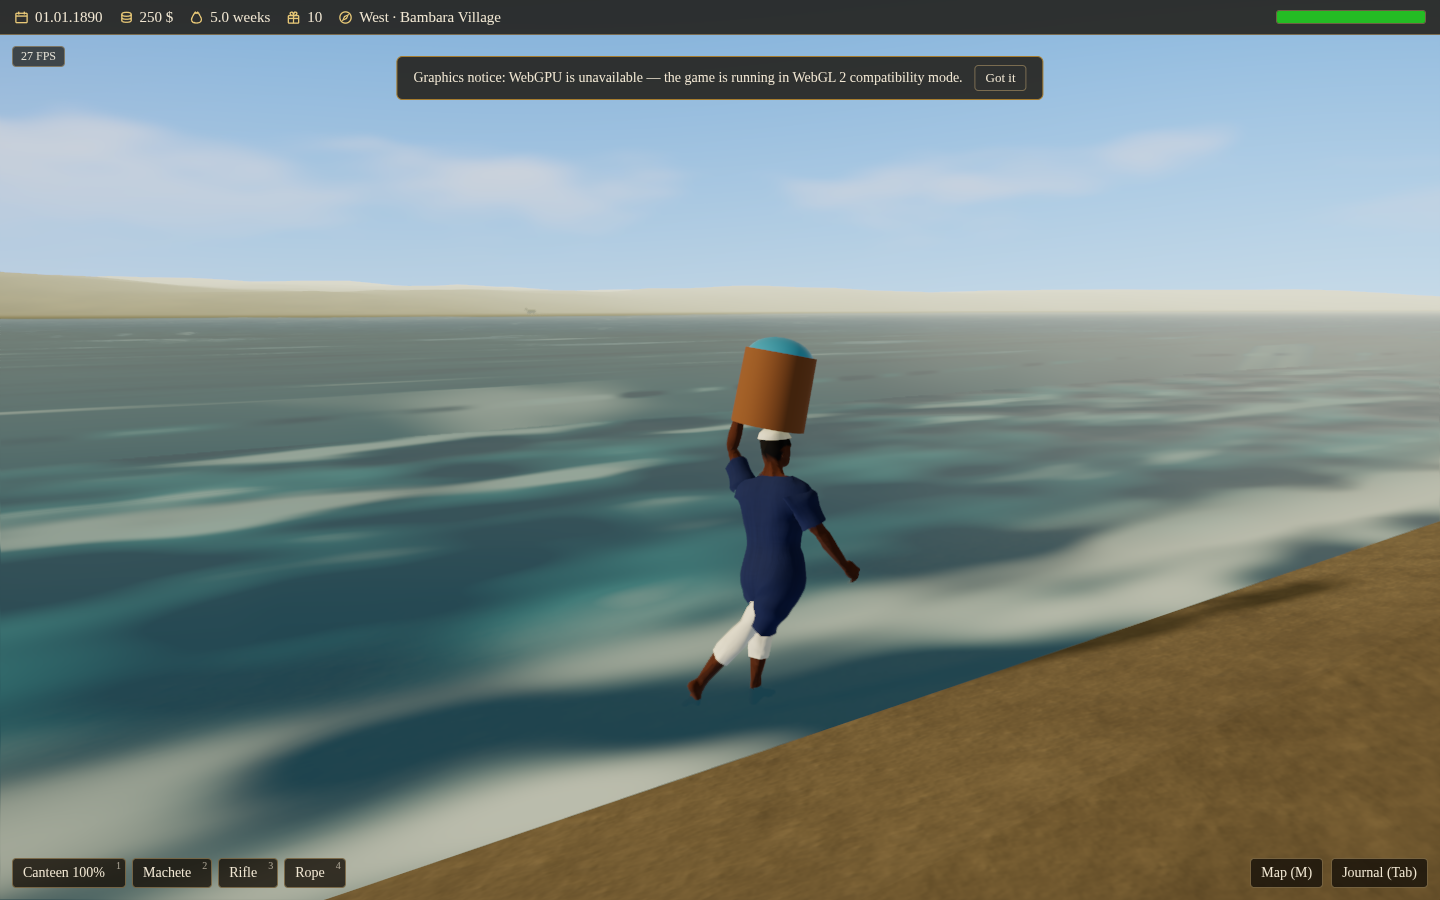 01.01.1890 250 $ 5.0 weeks 10 West · Bambara Village
27 FPS
Graphics notice: WebGPU is unavailable — the game is running in WebGL 2 compatibility mode. Got it
Canteen 100% 1 Machete 2 Rifle 3 Rope 4 Map (M) Journal (Tab)